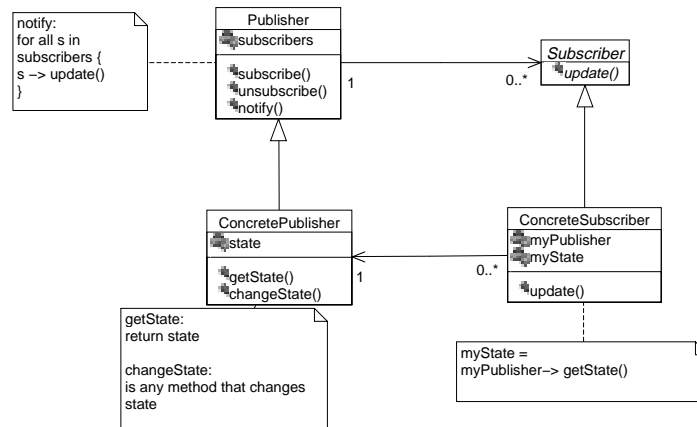 notify:
for all s in
subscribers {
s -> update()
}
Publisher
subscribers
subscribe()
unsubscribe()
notify()
1
0..*
Subscriber
update()
ConcretePublisher
state
getState()
changeState()
1
0..*
ConcreteSubscriber
myPublisher
myState
update()
getState:
return state
changeState:
is any method that changes
state
myState =
myPublisher-> getState()